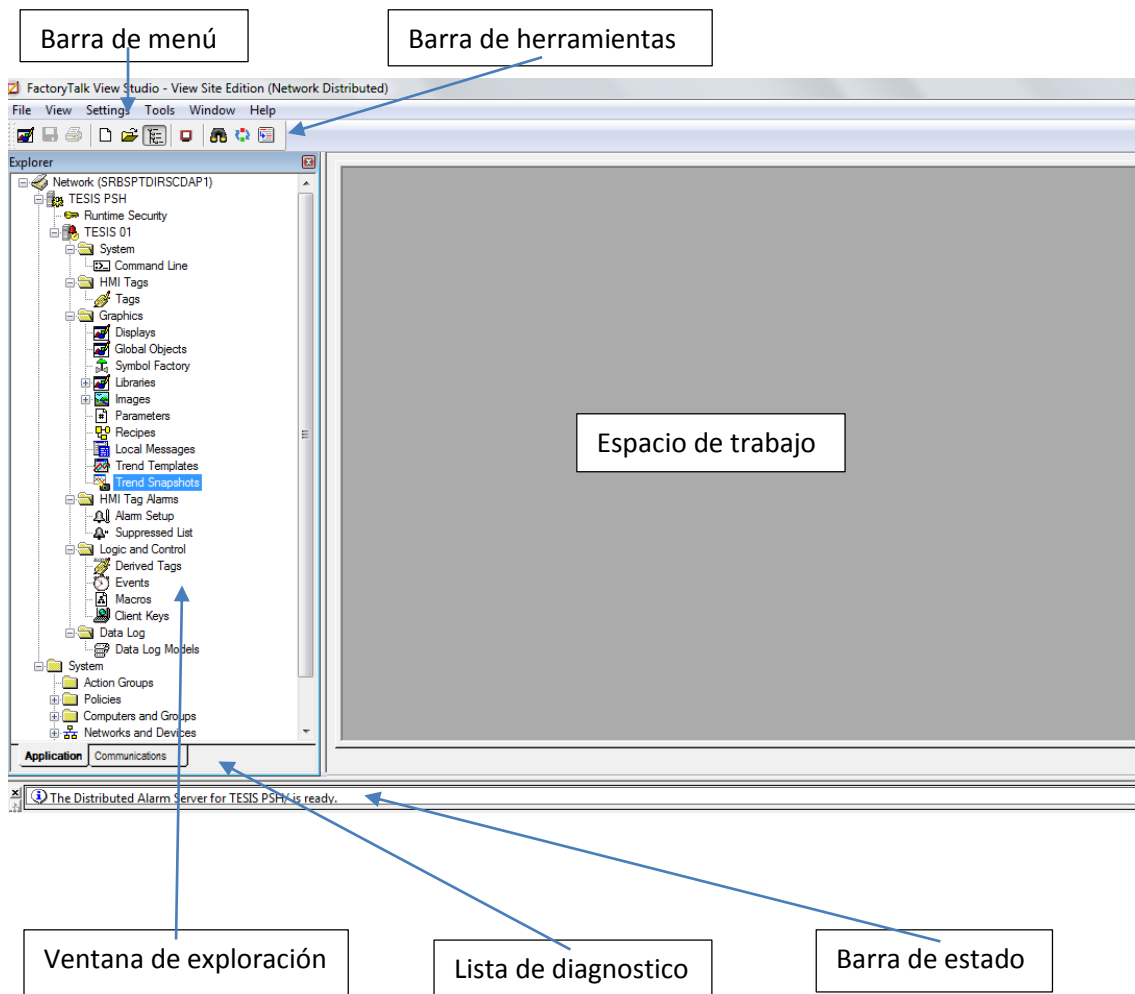 Barra de menú
Barra de herramientas
FactoryTalk View Studio - View Site Edition (Network Distributed)
File View Settings Tools Window Help
Explorer
Network (SRBSPTDIRSCDAP1)
TESIS PSH
Runtime Security
TESIS 01
System
Command Line
HMI Tags
Tags
Graphics
Displays
Global Objects
Symbol Factory
Libraries
Images
Parameters
Recipes
Local Messages
Trend Templates
Trend Snapshots
HMI Tag Alarms
Alarm Setup
Suppressed List
Logic and Control
Derived Tags
Events
Macros
Client Keys
Data Log
Data Log Models
System
Action Groups
Policies
Computers and Groups
Networks and Devices
Espacio de trabajo
Application Communications
The Distributed Alarm Server for TESIS PSH/ is ready.
Ventana de exploración
Lista de diagnostico
Barra de estado